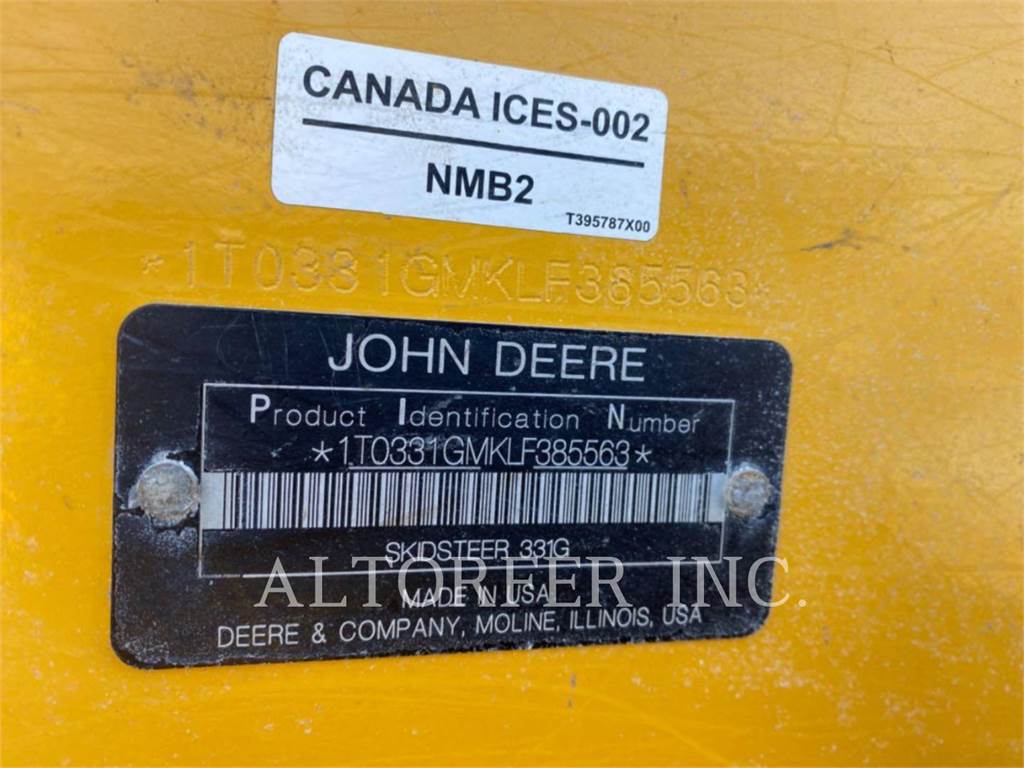 CANADA ICES-002
NMB2
T395787X00
*1T0331GMKLF385563*
JOHN DEERE
Product Identification Number
*1T0331GMKLF385563*
SKIDSTEER 331G
ALTORFER INC.
MADE IN USA
DEERE & COMPANY, MOLINE, ILLINOIS, USA